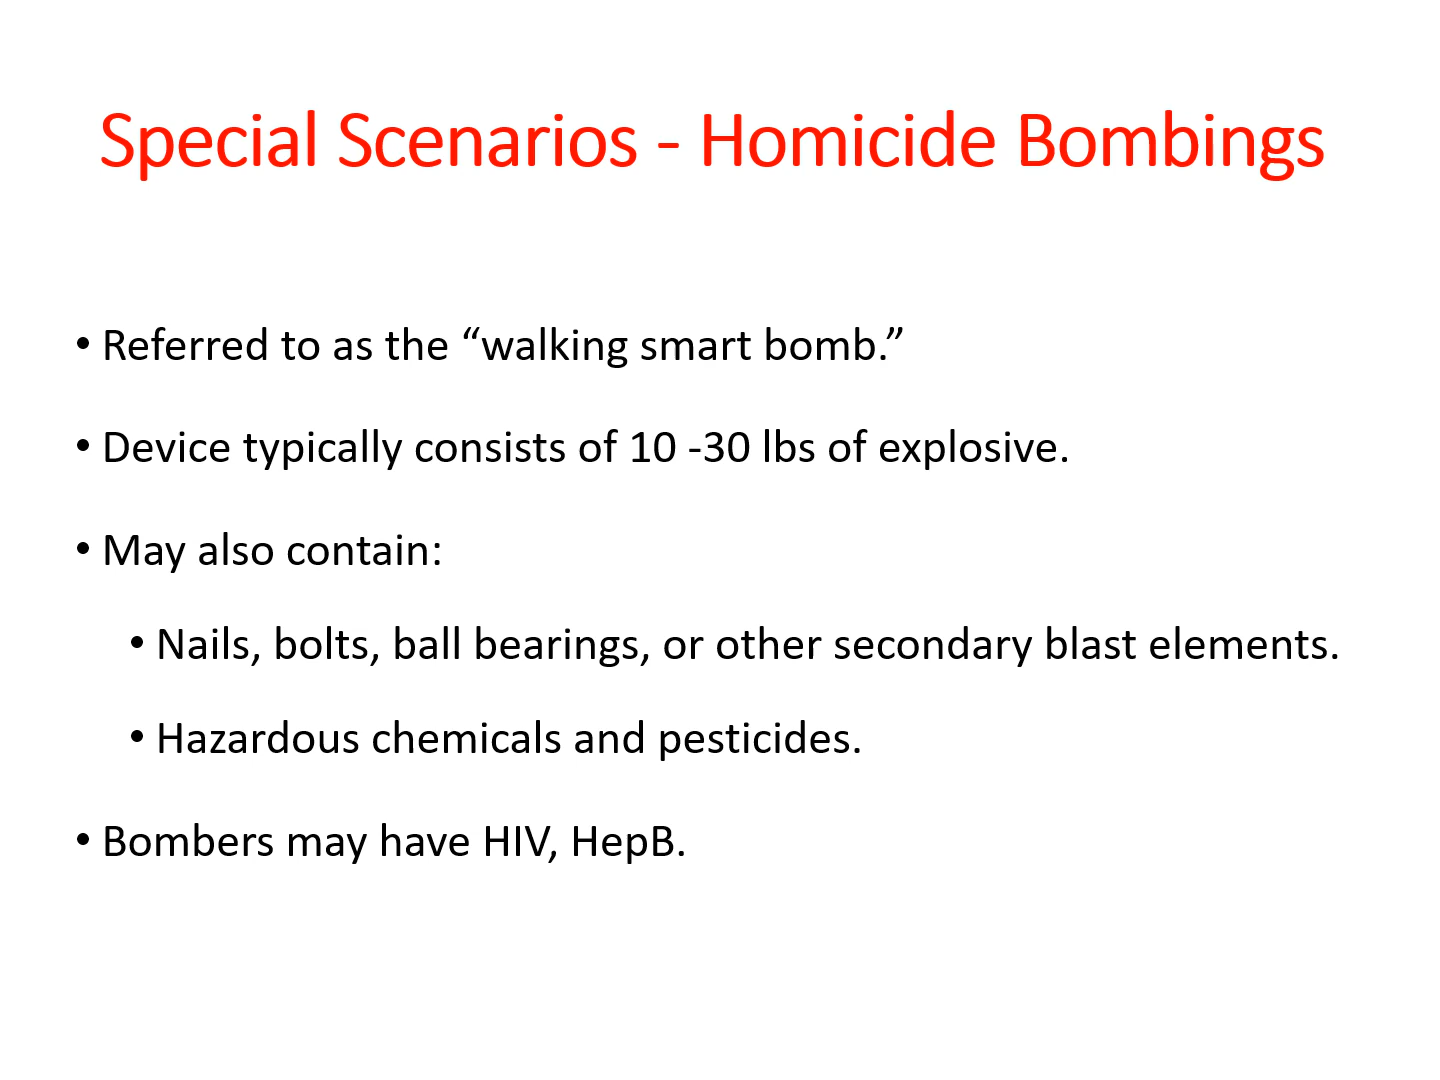 Special Scenarios - Homicide Bombings
• Referred to as the “walking smart bomb.”
• Device typically consists of 10 -30 lbs of explosive.
• May also contain:
• Nails, bolts, ball bearings, or other secondary blast elements.
• Hazardous chemicals and pesticides.
• Bombers may have HIV, HepB.